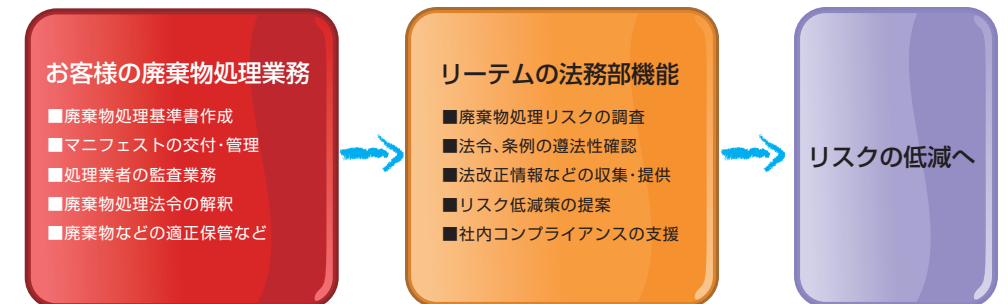 お客様の廃棄物処理業務
■廃棄物処理基準書作成
■マニフェストの交付・管理
■処理業者の監査業務
■廃棄物処理法令の解釈
■廃棄物などの適正保管など
リーテムの法務部機能
■廃棄物処理リスクの調査
■法令、条例の遵法性確認
■法改正情報などの収集・提供
■リスク低減策の提案
■社内コンプライアンスの支援
リスクの低減へ